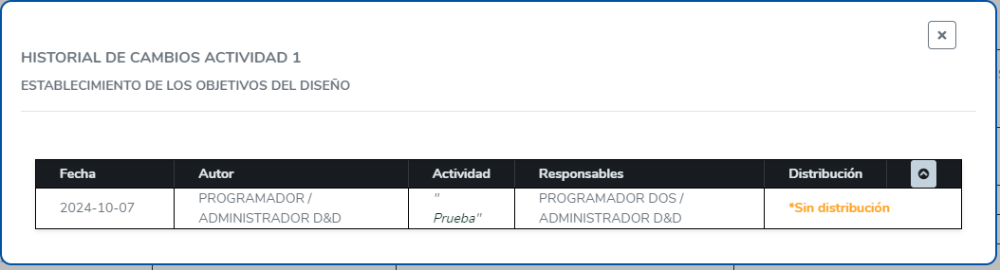 HISTORIAL DE CAMBIOS ACTIVIDAD 1
ESTABLECIMIENTO DE LOS OBJETIVOS DEL DISEÑO
Fecha Autor Actividad Responsables Distribución
2024-10-07 PROGRAMADOR / ADMINISTRADOR D&D " Prueba" PROGRAMADOR DOS / ADMINISTRADOR D&D *Sin distribución